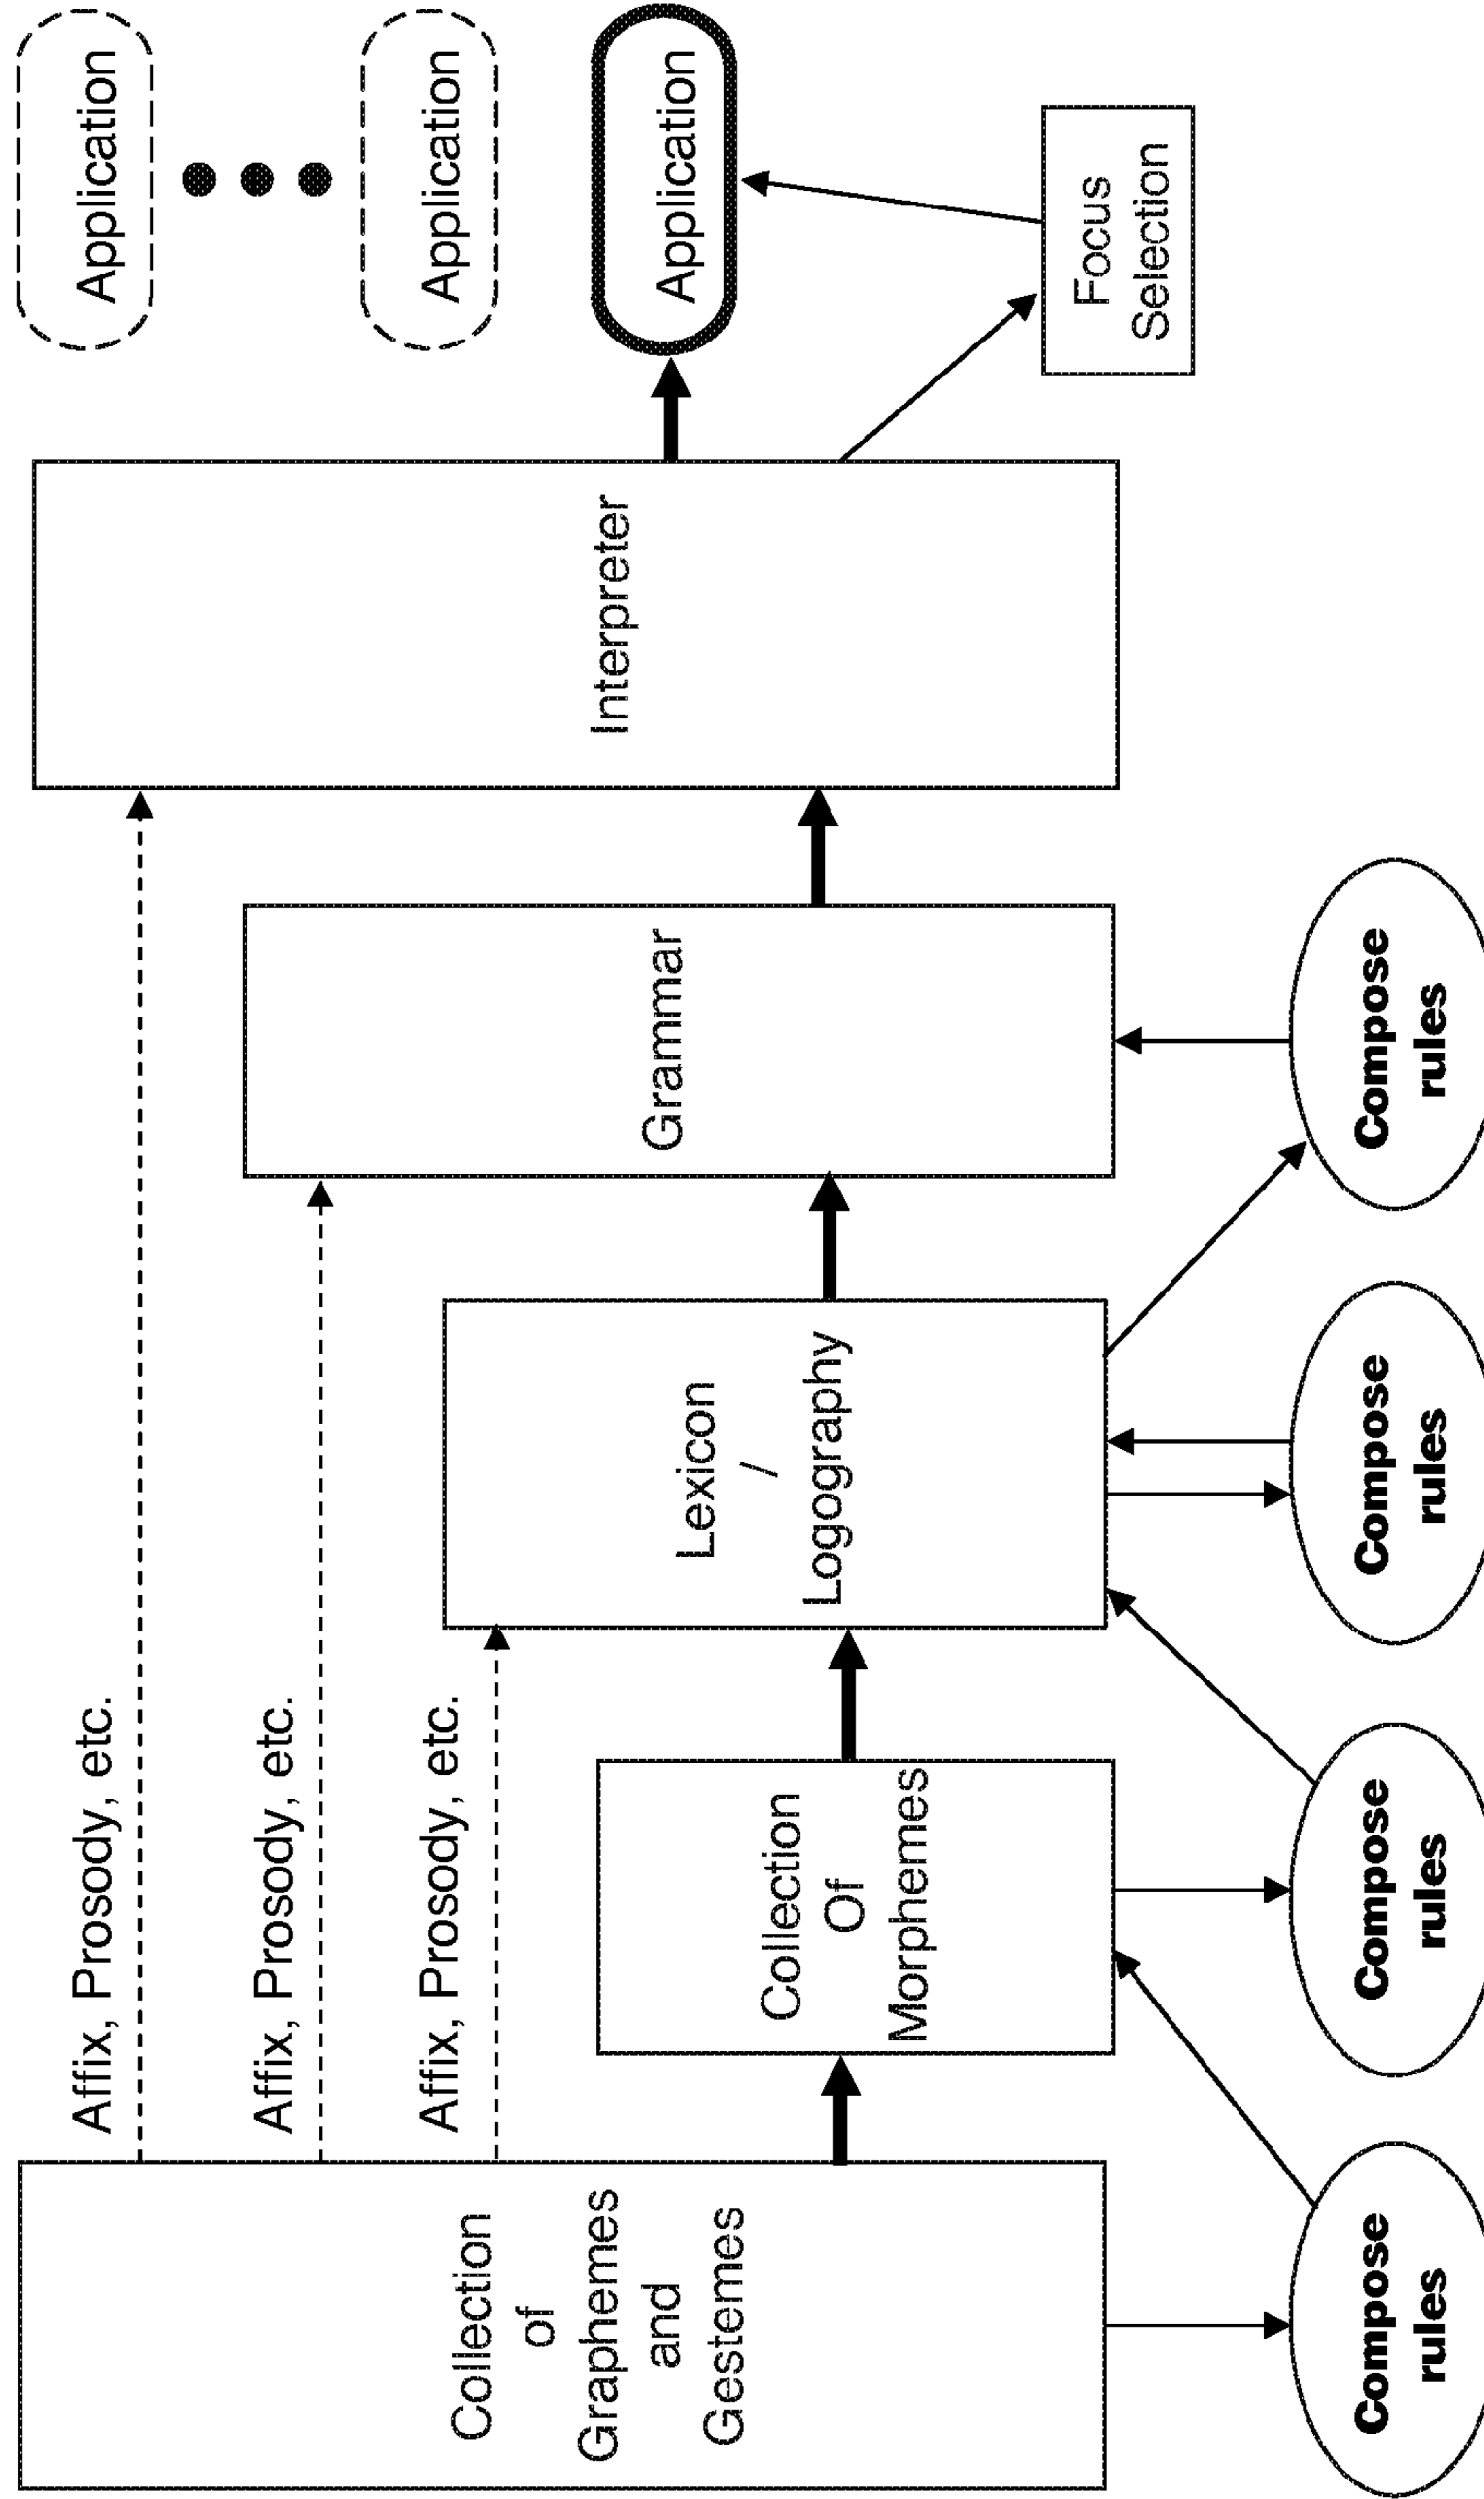 Affix, Prosody, etc.
Affix, Prosody, etc.
Affix, Prosody, etc.
Collection
of
Graphemes
and
Gestemes
Collection
Of
Morphemes
Lexicon
/
Logography
Grammar
Interpreter
Application
Application
Application
Focus
Selection
Compose
rules
Compose
rules
Compose
rules
Compose
rules